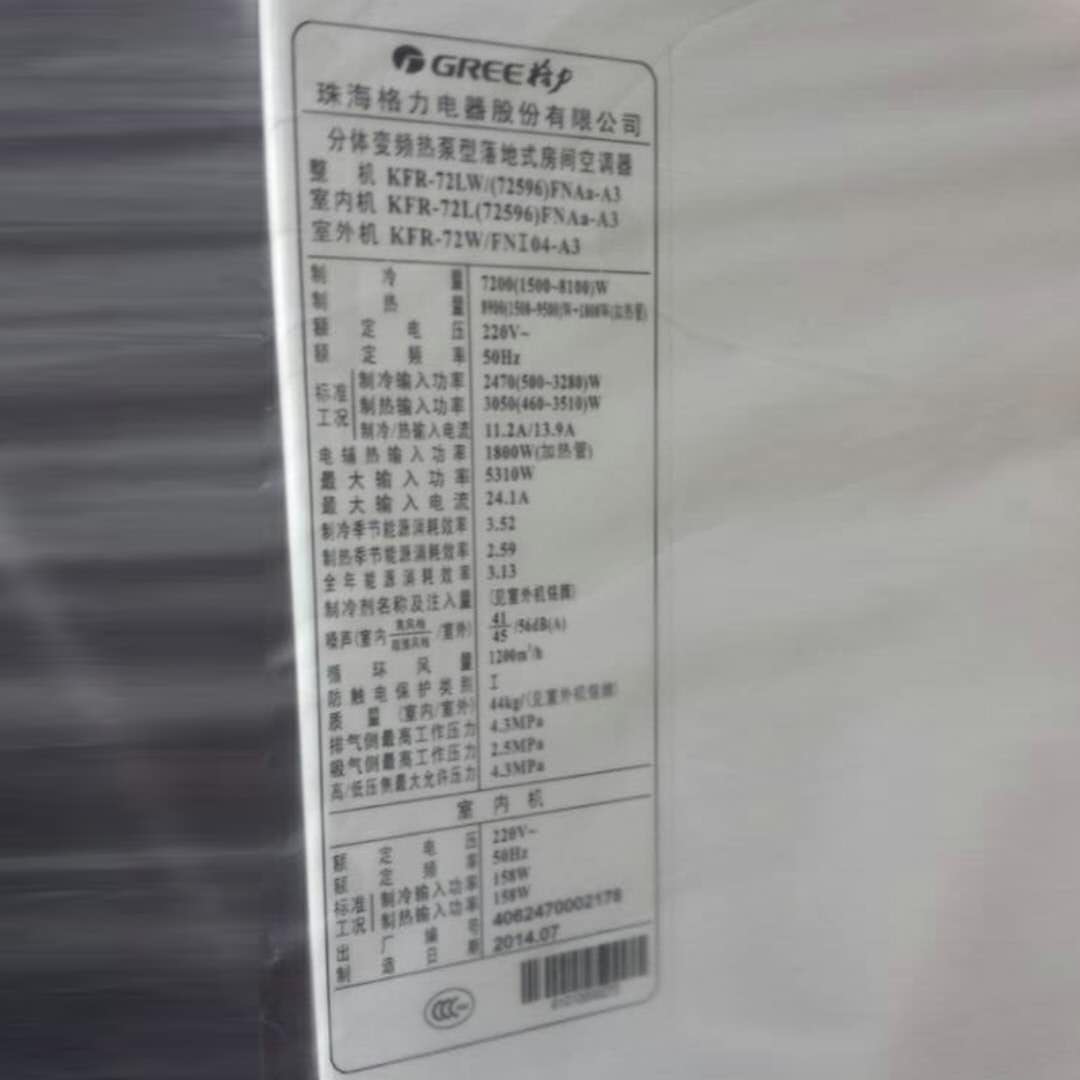 GREE 格力
珠海格力电器股份有限公司
分体变频热泵型落地式房间空调器
整 机 KFR-72LW/(72596)FNAa-A3
室内机 KFR-72L(72596)FNAa-A3
室外机 KFR-72W/FNI04-A3
制冷量 7200(1500~8100)W
制热量 8900(1500~9500)W+1800W(加热管)
额定电压 220V~
额定频率 50Hz
标准工况 制冷输入功率 2470(500~3280)W
制热输入功率 3050(460~3510)W
制冷/热输入电流 11.2A/13.9A
电辅热输入功率 1800W(加热管)
最大输入功率 5310W
最大输入电流 24.1A
制冷季节能源消耗效率 3.52
制热季节能源消耗效率 2.59
全年能源消耗效率 3.13
制冷剂名称及注入量 (见室外机铭牌)
噪声(室内 高风档/超强风档 /室外) 41/45 /56dB(A)
循环风量 1200m³/h
防触电保护类别 I
质量(室内/室外) 44kg/(见室外机铭牌)
排气侧最高工作压力 4.3MPa
吸气侧最高工作压力 2.5MPa
高/低压侧最大允许压力 4.3MPa
室内机
额定电压 220V~
额定频率 50Hz
标准工况 制冷输入功率 158W
制热输入功率 158W
出厂编号 4062470002178
制造日期 2014.07
CCC